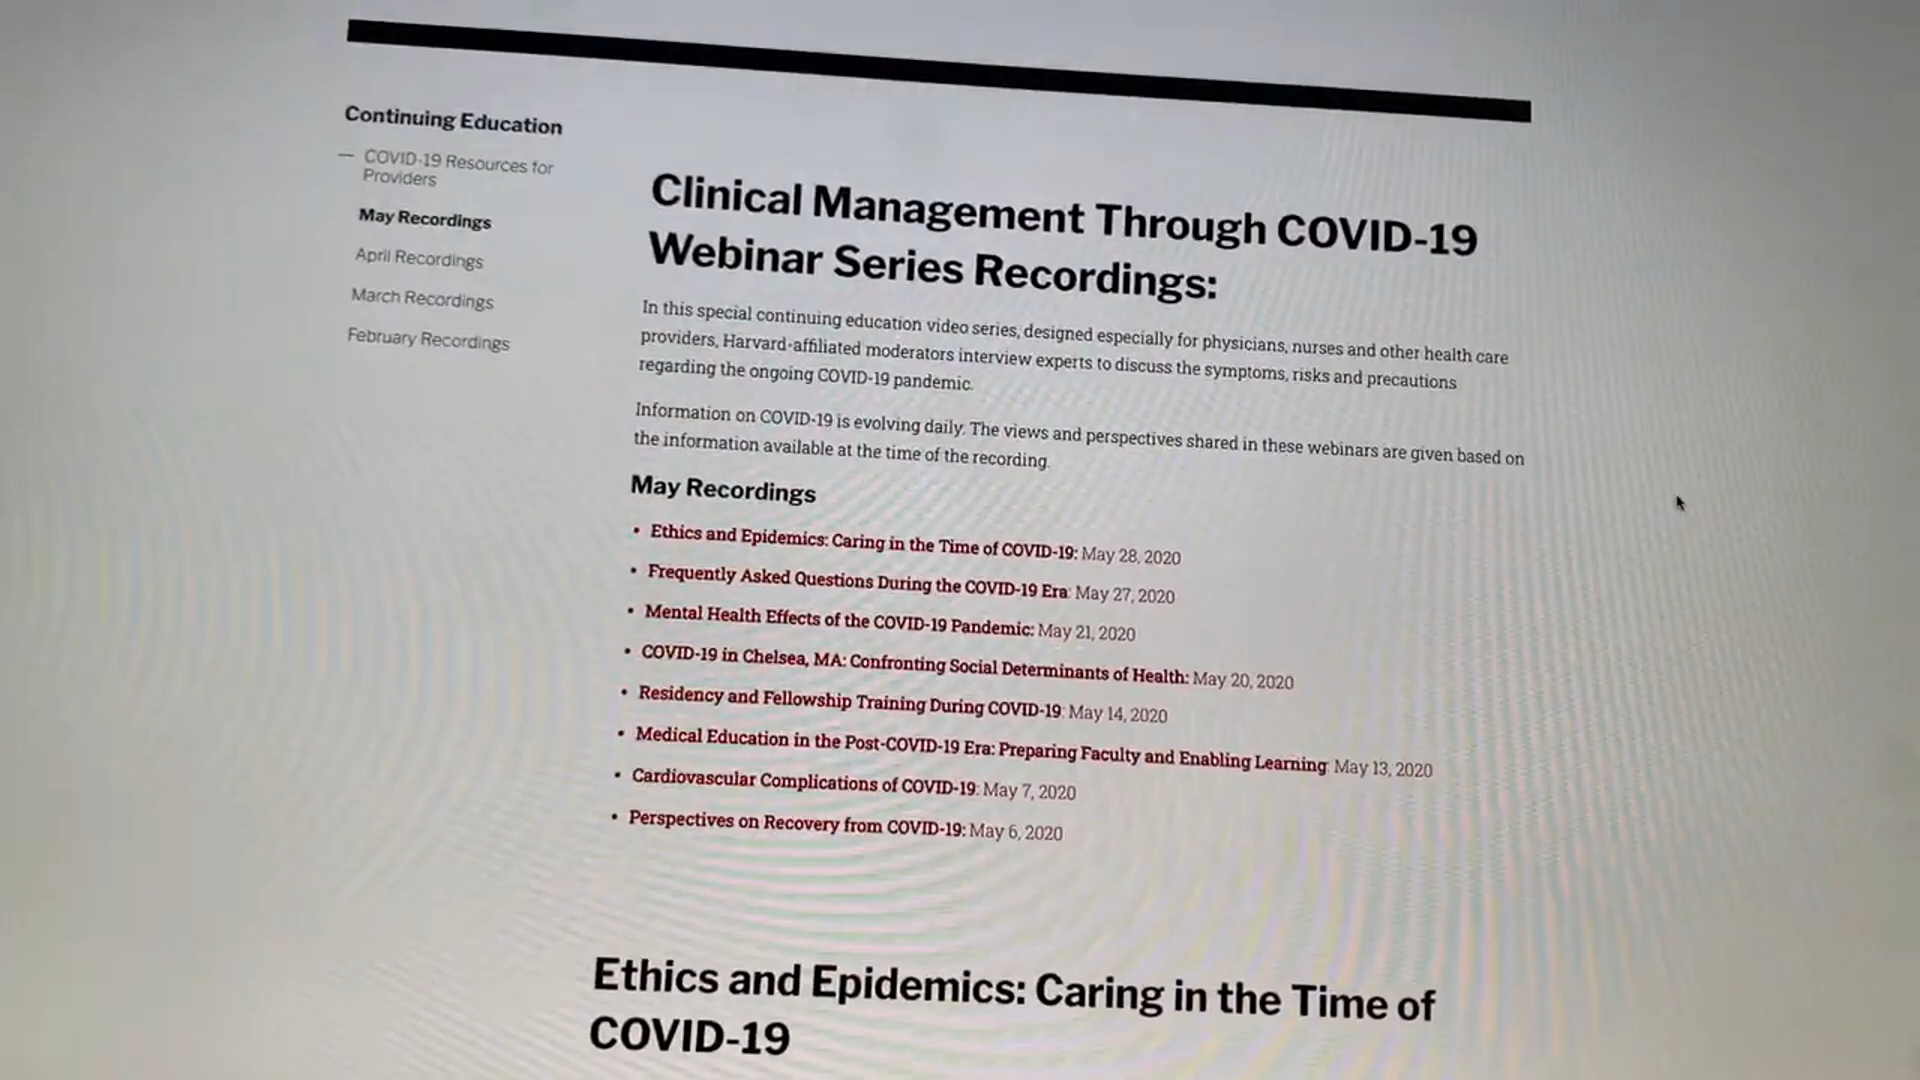 Continuing Education
— COVID-19 Resources for
Providers
May Recordings
April Recordings
March Recordings
February Recordings
Clinical Management Through COVID-19
Webinar Series Recordings:
In this special continuing education video series, designed especially for physicians, nurses and other health care
providers, Harvard-affiliated moderators interview experts to discuss the symptoms, risks and precautions
regarding the ongoing COVID-19 pandemic.
Information on COVID-19 is evolving daily. The views and perspectives shared in these webinars are given based on
the information available at the time of the recording.
May Recordings
• Ethics and Epidemics: Caring in the Time of COVID-19: May 28, 2020
• Frequently Asked Questions During the COVID-19 Era: May 27, 2020
• Mental Health Effects of the COVID-19 Pandemic: May 21, 2020
• COVID-19 in Chelsea, MA: Confronting Social Determinants of Health: May 20, 2020
• Residency and Fellowship Training During COVID-19: May 14, 2020
• Medical Education in the Post-COVID-19 Era: Preparing Faculty and Enabling Learning: May 13, 2020
• Cardiovascular Complications of COVID-19: May 7, 2020
• Perspectives on Recovery from COVID-19: May 6, 2020
Ethics and Epidemics: Caring in the Time of
COVID-19